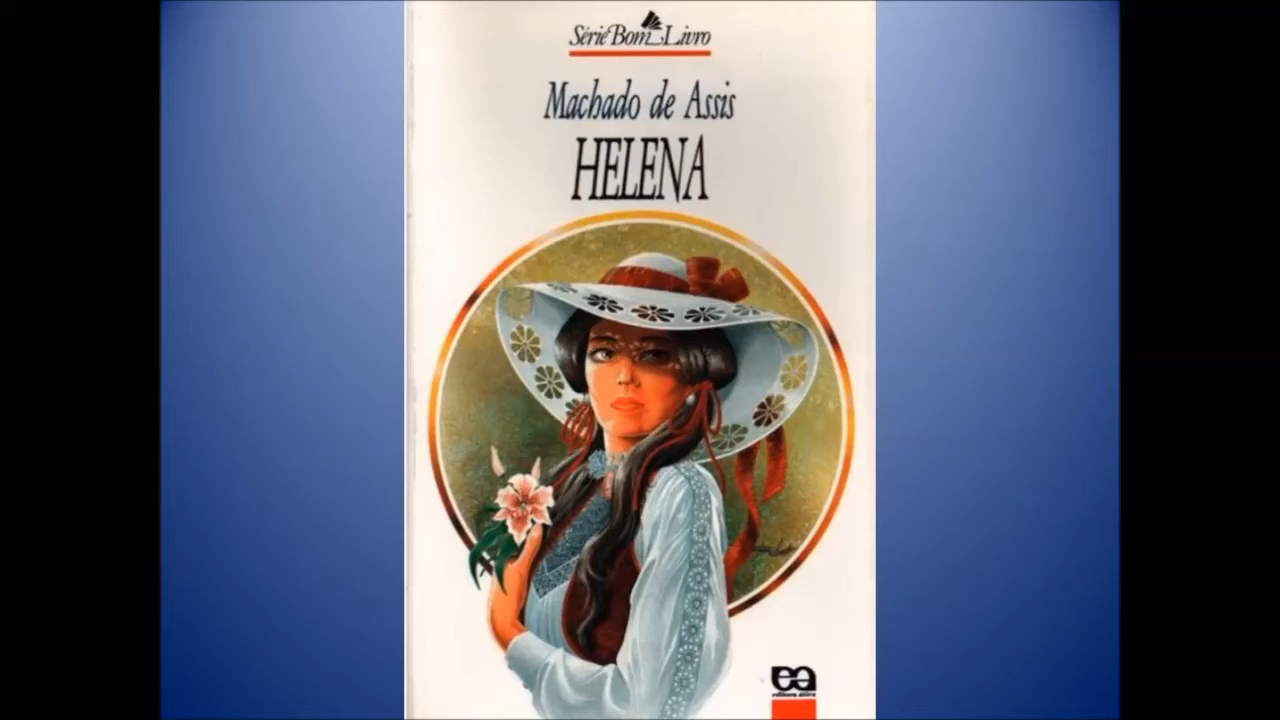 Série Bom Livro
Machado de Assis
HELENA
ea
editora ática